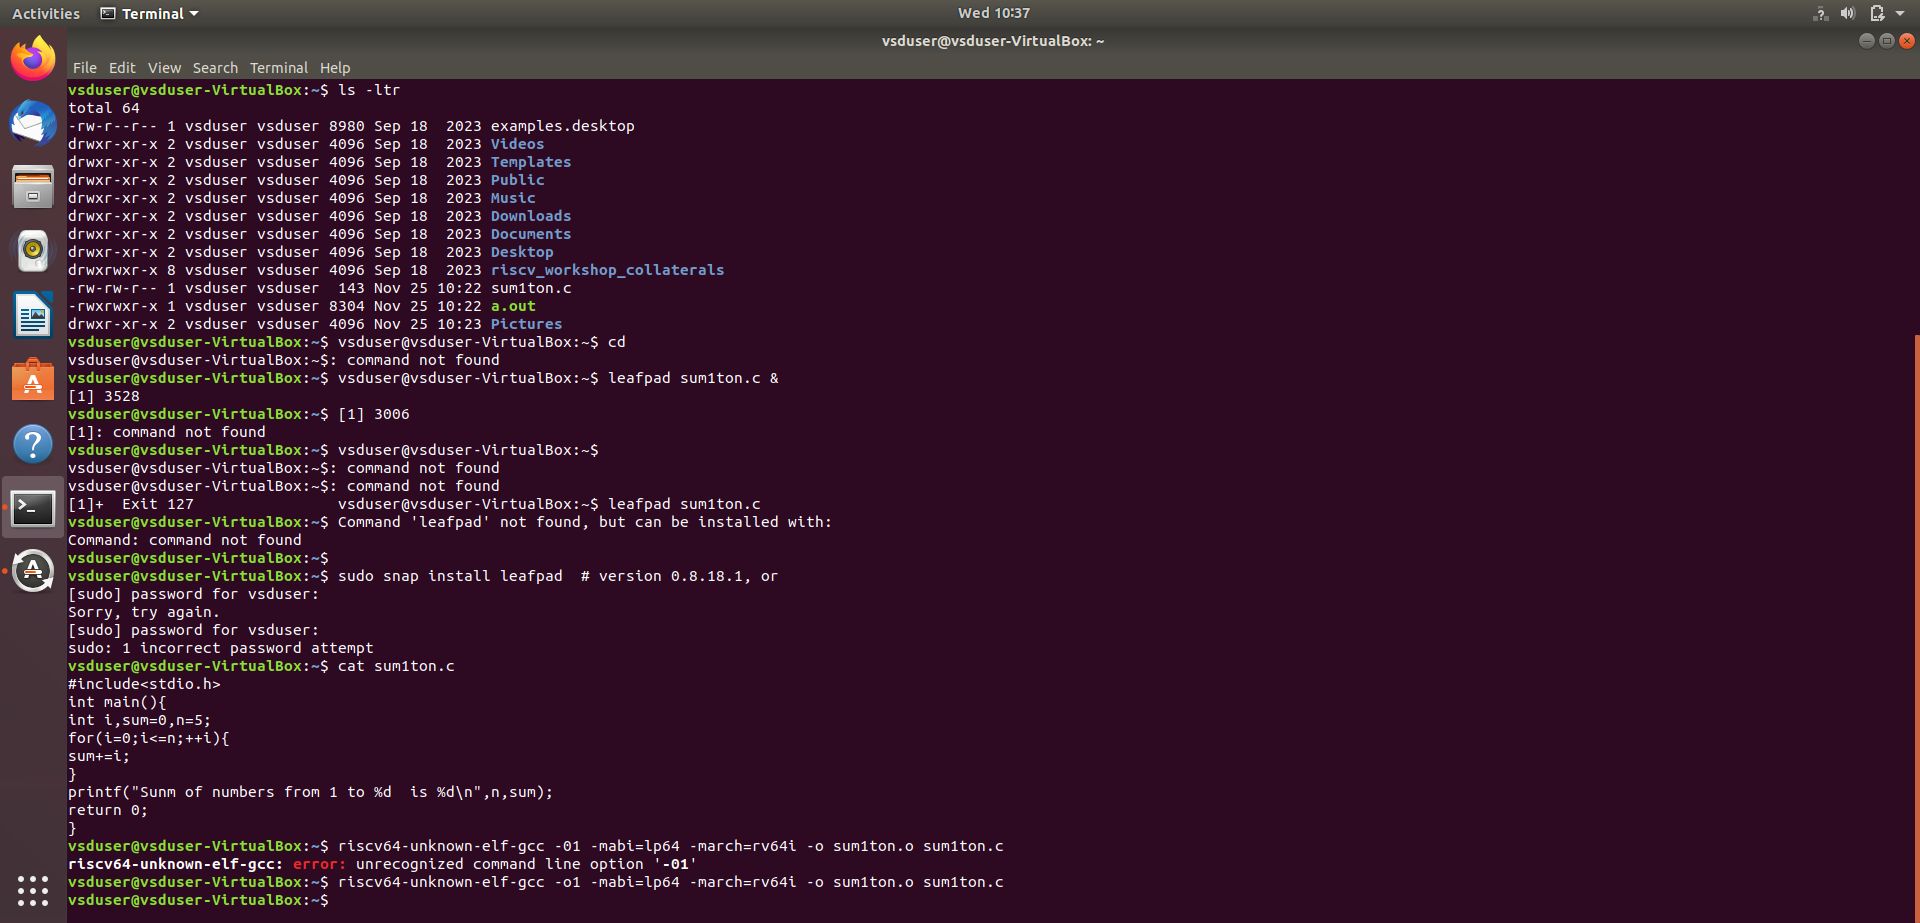 Activities Terminal Wed 10:37
vsduser@vsduser-VirtualBox: ~
File Edit View Search Terminal Help
vsduser@vsduser-VirtualBox:~$ ls -ltr
total 64
-rw-r--r-- 1 vsduser vsduser 8980 Sep 18  2023 examples.desktop
drwxr-xr-x 2 vsduser vsduser 4096 Sep 18  2023 Videos
drwxr-xr-x 2 vsduser vsduser 4096 Sep 18  2023 Templates
drwxr-xr-x 2 vsduser vsduser 4096 Sep 18  2023 Public
drwxr-xr-x 2 vsduser vsduser 4096 Sep 18  2023 Music
drwxr-xr-x 2 vsduser vsduser 4096 Sep 18  2023 Downloads
drwxr-xr-x 2 vsduser vsduser 4096 Sep 18  2023 Documents
drwxr-xr-x 2 vsduser vsduser 4096 Sep 18  2023 Desktop
drwxrwxr-x 8 vsduser vsduser 4096 Sep 18  2023 riscv_workshop_collaterals
-rw-rw-r-- 1 vsduser vsduser  143 Nov 25 10:22 sum1ton.c
-rwxrwxr-x 1 vsduser vsduser 8304 Nov 25 10:22 a.out
drwxr-xr-x 2 vsduser vsduser 4096 Nov 25 10:23 Pictures
vsduser@vsduser-VirtualBox:~$ vsduser@vsduser-VirtualBox:~$ cd
vsduser@vsduser-VirtualBox:~$: command not found
vsduser@vsduser-VirtualBox:~$ vsduser@vsduser-VirtualBox:~$ leafpad sum1ton.c &
[1] 3528
vsduser@vsduser-VirtualBox:~$ [1] 3006
[1]: command not found
vsduser@vsduser-VirtualBox:~$ vsduser@vsduser-VirtualBox:~$
vsduser@vsduser-VirtualBox:~$: command not found
vsduser@vsduser-VirtualBox:~$: command not found
[1]+  Exit 127                vsduser@vsduser-VirtualBox:~$ leafpad sum1ton.c
vsduser@vsduser-VirtualBox:~$ Command 'leafpad' not found, but can be installed with:
Command: command not found
vsduser@vsduser-VirtualBox:~$
vsduser@vsduser-VirtualBox:~$ sudo snap install leafpad  # version 0.8.18.1, or
[sudo] password for vsduser:
Sorry, try again.
[sudo] password for vsduser:
sudo: 1 incorrect password attempt
vsduser@vsduser-VirtualBox:~$ cat sum1ton.c
#include<stdio.h>
int main(){
int i,sum=0,n=5;
for(i=0;i<=n;++i){
sum+=i;
}
printf("Sunm of numbers from 1 to %d  is %d\n",n,sum);
return 0;
}
vsduser@vsduser-VirtualBox:~$ riscv64-unknown-elf-gcc -01 -mabi=lp64 -march=rv64i -o sum1ton.o sum1ton.c
riscv64-unknown-elf-gcc: error: unrecognized command line option '-01'
vsduser@vsduser-VirtualBox:~$ riscv64-unknown-elf-gcc -o1 -mabi=lp64 -march=rv64i -o sum1ton.o sum1ton.c
vsduser@vsduser-VirtualBox:~$